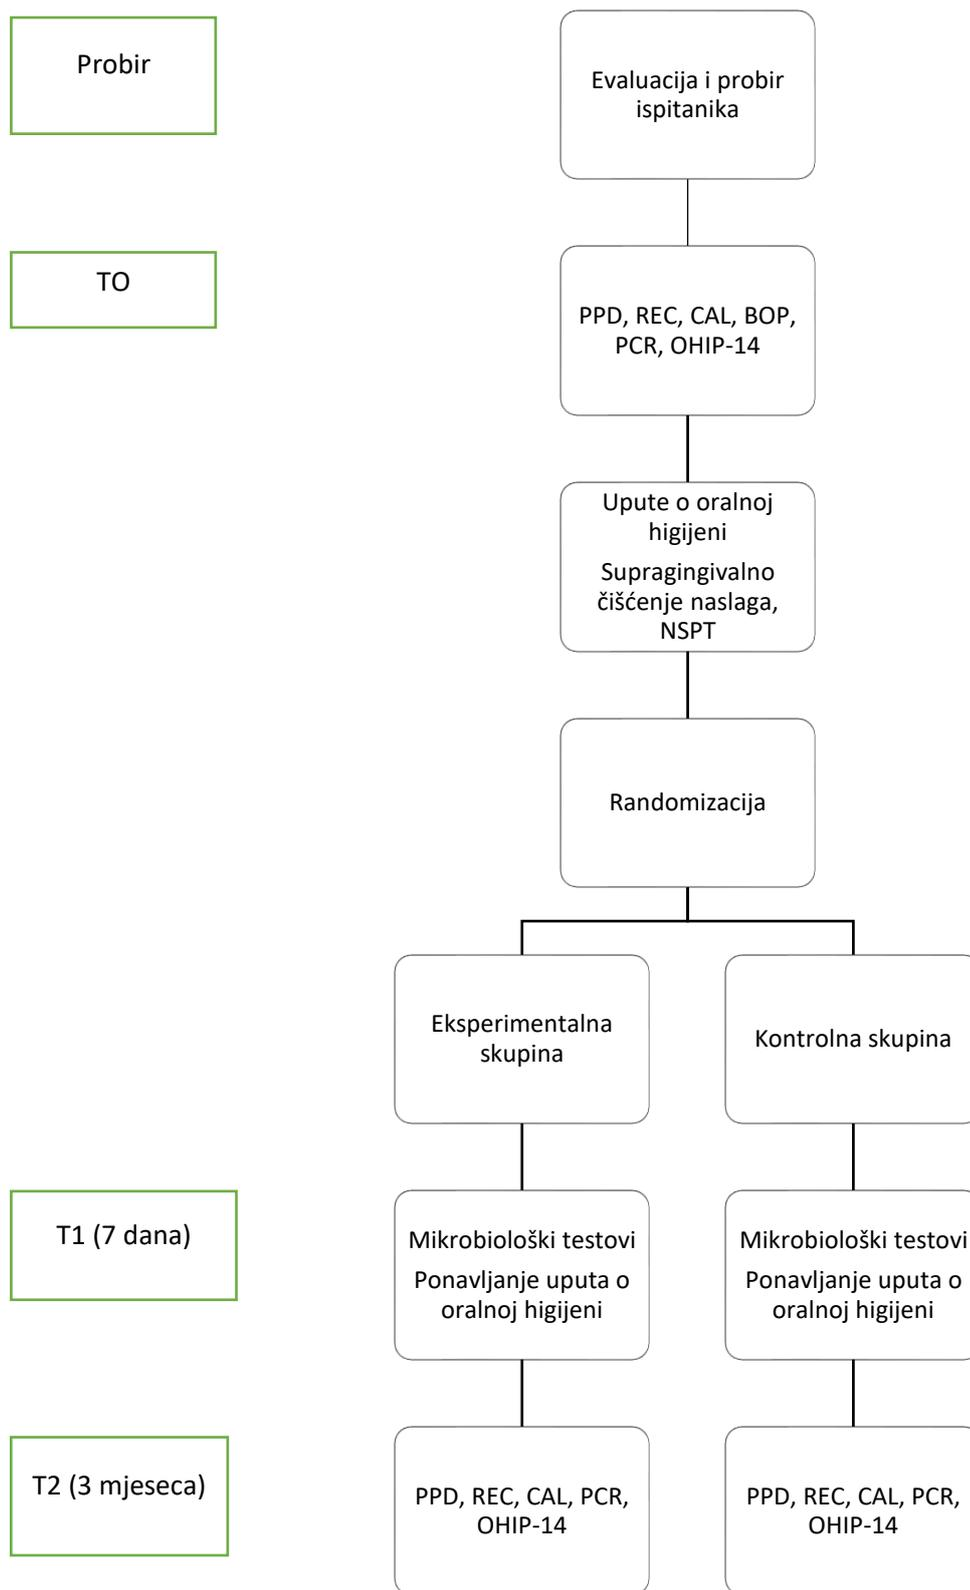 Probir
Evaluacija i probir
ispitanika
TO
PPD, REC, CAL, BOP,
PCR, OHIP-14
Upute o oralnoj
higijeni
Supragingivalno
čišćenje naslaga,
NSPT
Randomizacija
Eksperimentalna
skupina
Kontrolna skupina
T1 (7 dana)
Mikrobiološki testovi
Ponavljanje uputa o
oralnoj higijeni
Mikrobiološki testovi
Ponavljanje uputa o
oralnoj higijeni
T2 (3 mjeseca)
PPD, REC, CAL, PCR,
OHIP-14
PPD, REC, CAL, PCR,
OHIP-14